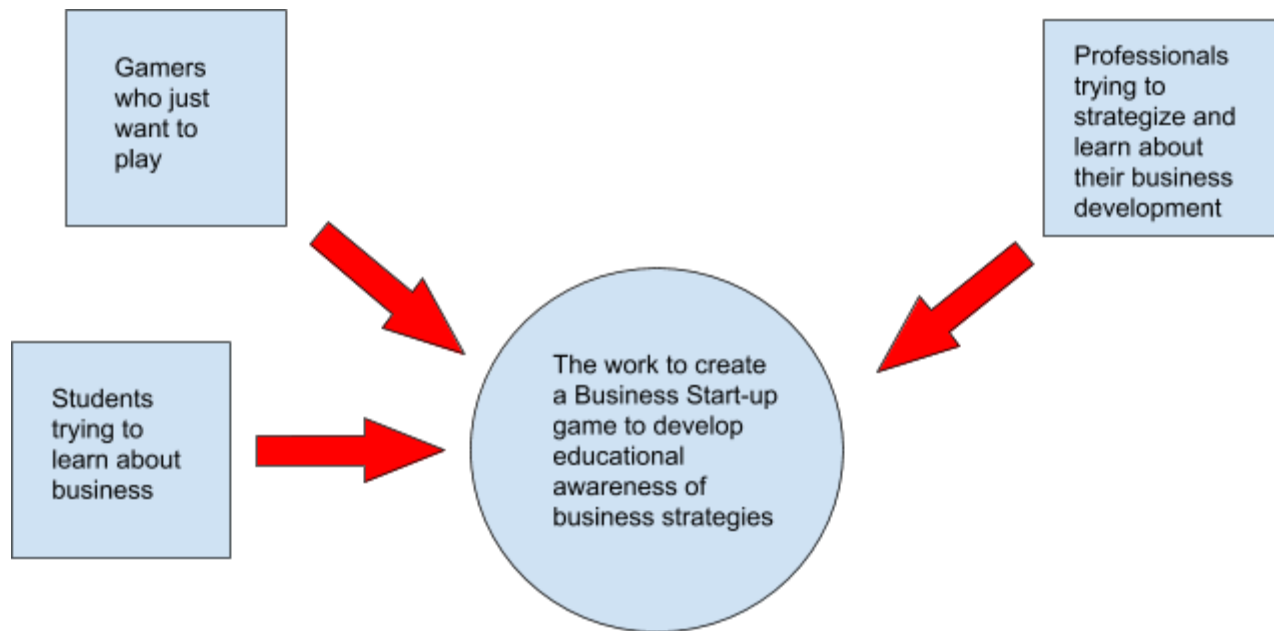 Gamers
who just
want to
play
Professionals
trying to
strategize and
learn about
their business
development
Students
trying to
learn about
business
The work to create
a Business Start-up
game to develop
educational
awareness of
business strategies